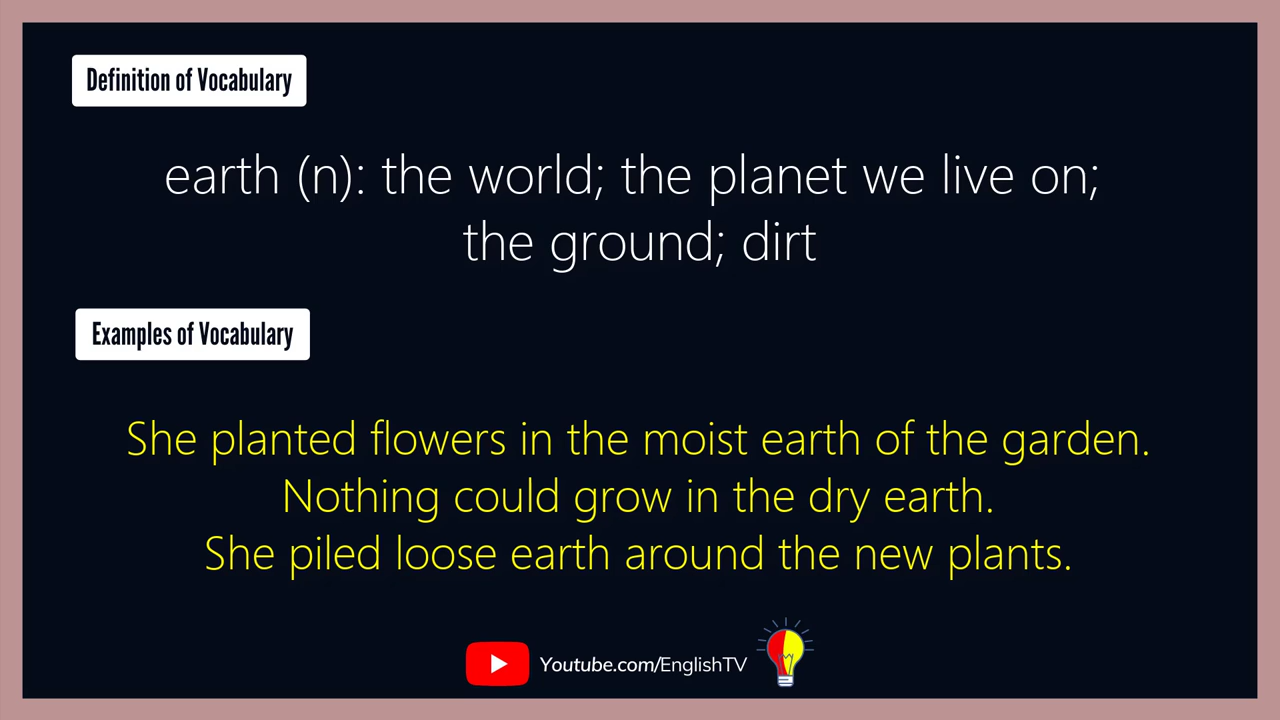 Definition of Vocabulary
earth (n): the world; the planet we live on;
the ground; dirt
Examples of Vocabulary
She planted flowers in the moist earth of the garden.
Nothing could grow in the dry earth.
She piled loose earth around the new plants.
Youtube.com/EnglishTV